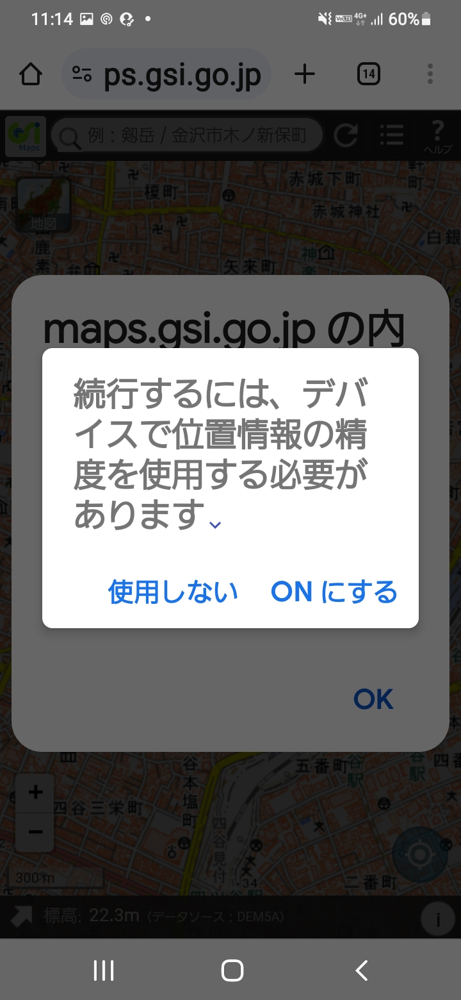 11:14
VoLTE 4G+ 60%
ps.gsi.go.jp
14
GSI
Maps
例：剱岳 / 金沢市木ノ新保町
?
ヘルプ
赤城下町
榎町
赤城神社
地図
白銀
矢来町
maps.gsi.go.jp の内
続行するには、デバ
イスで位置情報の精
度を使用する必要が
あります
使用しない
ON にする
OK
五番町
谷本塩町
四谷三栄町
+
−
四谷見付
34
300 m
二番町
標高: 22.3m（データソース：DEM5A）
i